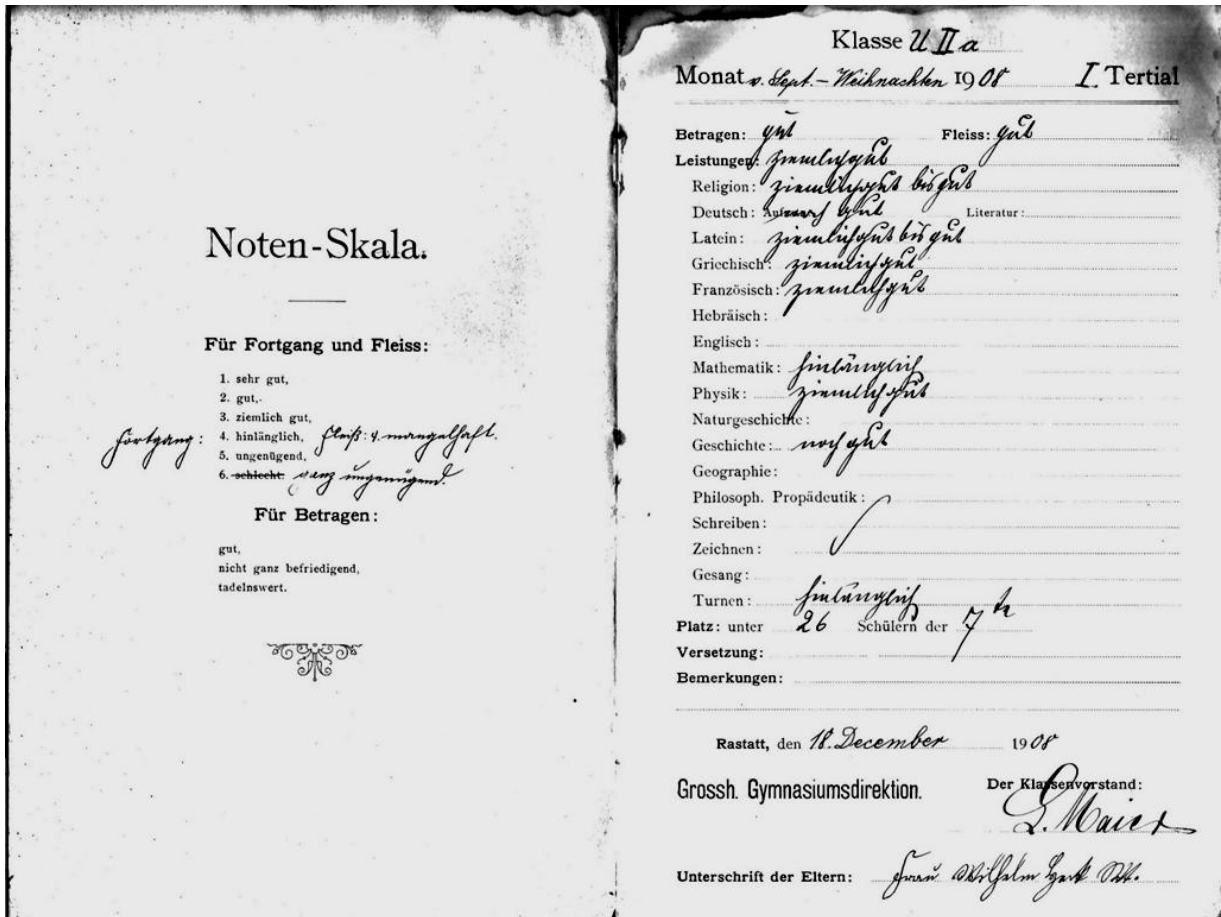 Noten-Skala.
Für Fortgang und Fleiss:
1. sehr gut,
2. gut,
3. ziemlich gut,
Fortgang: 4. hinlänglich, Fleiß: 4. mangelhaft.
5. ungenügend,
6. schlecht. ganz ungenügend.
Für Betragen:
gut,
nicht ganz befriedigend,
tadelnswert.
Klasse U II a
Monat v. Sept. – Weihnachten 1908 I. Tertial
Betragen: gut Fleiss: gut
Leistungen: ziemlich gut
Religion: ziemlich gut bis gut
Deutsch: noch gut Literatur:
Latein: ziemlich gut bis gut
Griechisch: ziemlich gut
Französisch: ziemlich gut
Hebräisch:
Englisch:
Mathematik: hinlänglich
Physik: ziemlich gut
Naturgeschichte:
Geschichte: noch gut
Geographie:
Philosoph. Propädeutik:
Schreiben:
Zeichnen:
Gesang:
Turnen: hinlänglich
Platz: unter 26 Schülern der 7te
Versetzung:
Bemerkungen:
Rastatt, den 18. December 1908
Grossh. Gymnasiumsdirektion. Der Klassenvorstand:
Maier
Unterschrift der Eltern: Frau Wilhelm